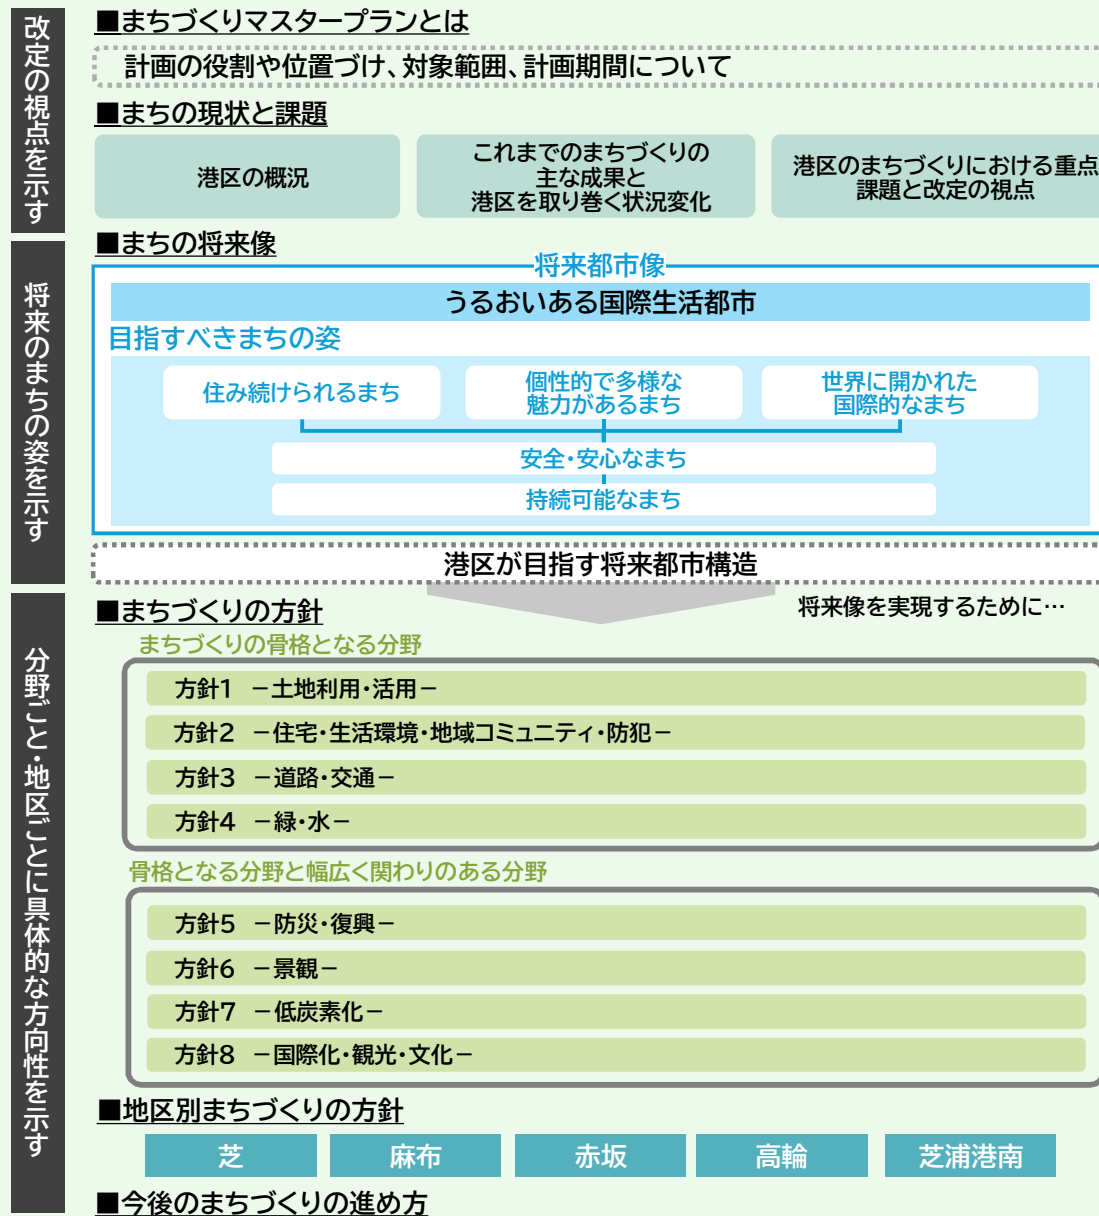 改定の視点を示す
■まちづくりマスタープランとは
計画の役割や位置づけ、対象範囲、計画期間について
■まちの現状と課題
港区の概況
これまでのまちづくりの
主な成果と
港区を取り巻く状況変化
港区のまちづくりにおける重点
課題と改定の視点
将来のまちの姿を示す
■まちの将来像
将来都市像
うるおいある国際生活都市
目指すべきまちの姿
住み続けられるまち
個性的で多様な
魅力があるまち
世界に開かれた
国際的なまち
安全・安心なまち
持続可能なまち
港区が目指す将来都市構造
将来像を実現するために…
分野ごと・地区ごとに具体的な方向性を示す
■まちづくりの方針
まちづくりの骨格となる分野
方針1 －土地利用・活用－
方針2 －住宅・生活環境・地域コミュニティ・防犯－
方針3 －道路・交通－
方針4 －緑・水－
骨格となる分野と幅広く関わりのある分野
方針5 －防災・復興－
方針6 －景観－
方針7 －低炭素化－
方針8 －国際化・観光・文化－
■地区別まちづくりの方針
芝
麻布
赤坂
高輪
芝浦港南
■今後のまちづくりの進め方